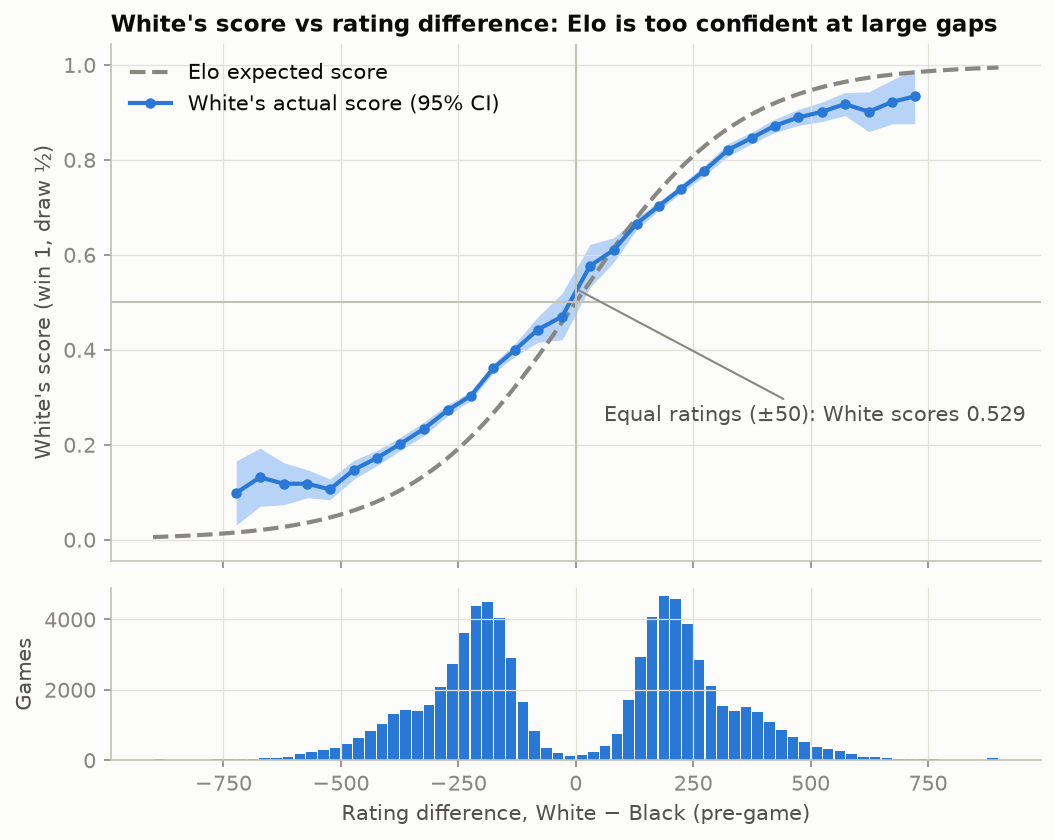 White's score vs rating difference: Elo is too confident at large gaps
Elo expected score
White's actual score (95% CI)
White's score (win 1, draw ½)
1.0
0.8
0.6
0.4
0.2
0.0
Equal ratings (±50): White scores 0.529
Games
4000
2000
0
−750
−500
−250
0
250
500
750
Rating difference, White − Black (pre-game)